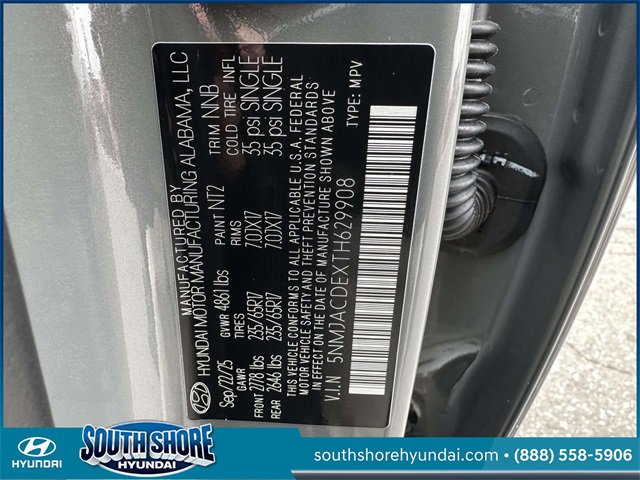 MANUFACTURED BY
HYUNDAI MOTOR MANUFACTURING ALABAMA, LLC
Sep/22/25 GVWR 4861 lbs PAINT NT2 TRIM NNB
GAWR TIRES RIMS COLD TIRE INFL
FRONT 2778 lbs 235/65R17 7.0JX17 35 psi SINGLE
REAR 2646 lbs 235/65R17 7.0JX17 35 psi SINGLE
THIS VEHICLE CONFORMS TO ALL APPLICABLE U.S.A. FEDERAL
MOTOR VEHICLE SAFETY AND THEFT PREVENTION STANDARDS
IN EFFECT ON THE DATE OF MANUFACTURE SHOWN ABOVE
V.I.N 5NMJACDEXTH629908 TYPE: MPV
HYUNDAI
SOUTH SHORE
HYUNDAI
southshorehyundai.com • (888) 558-5906